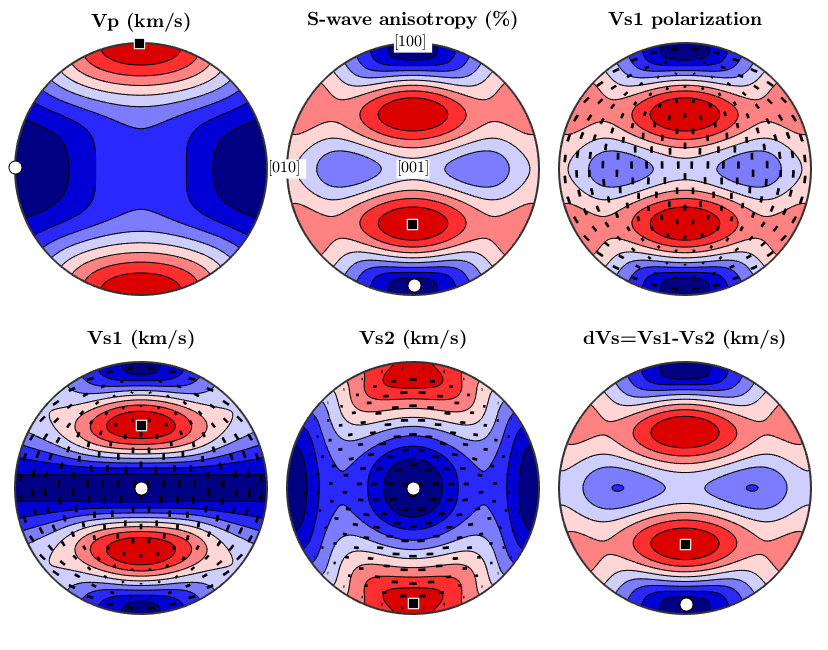 Vp (km/s)
S-wave anisotropy (%)
Vs1 polarization
[100]
[010]
[001]
Vs1 (km/s)
Vs2 (km/s)
dVs=Vs1-Vs2 (km/s)